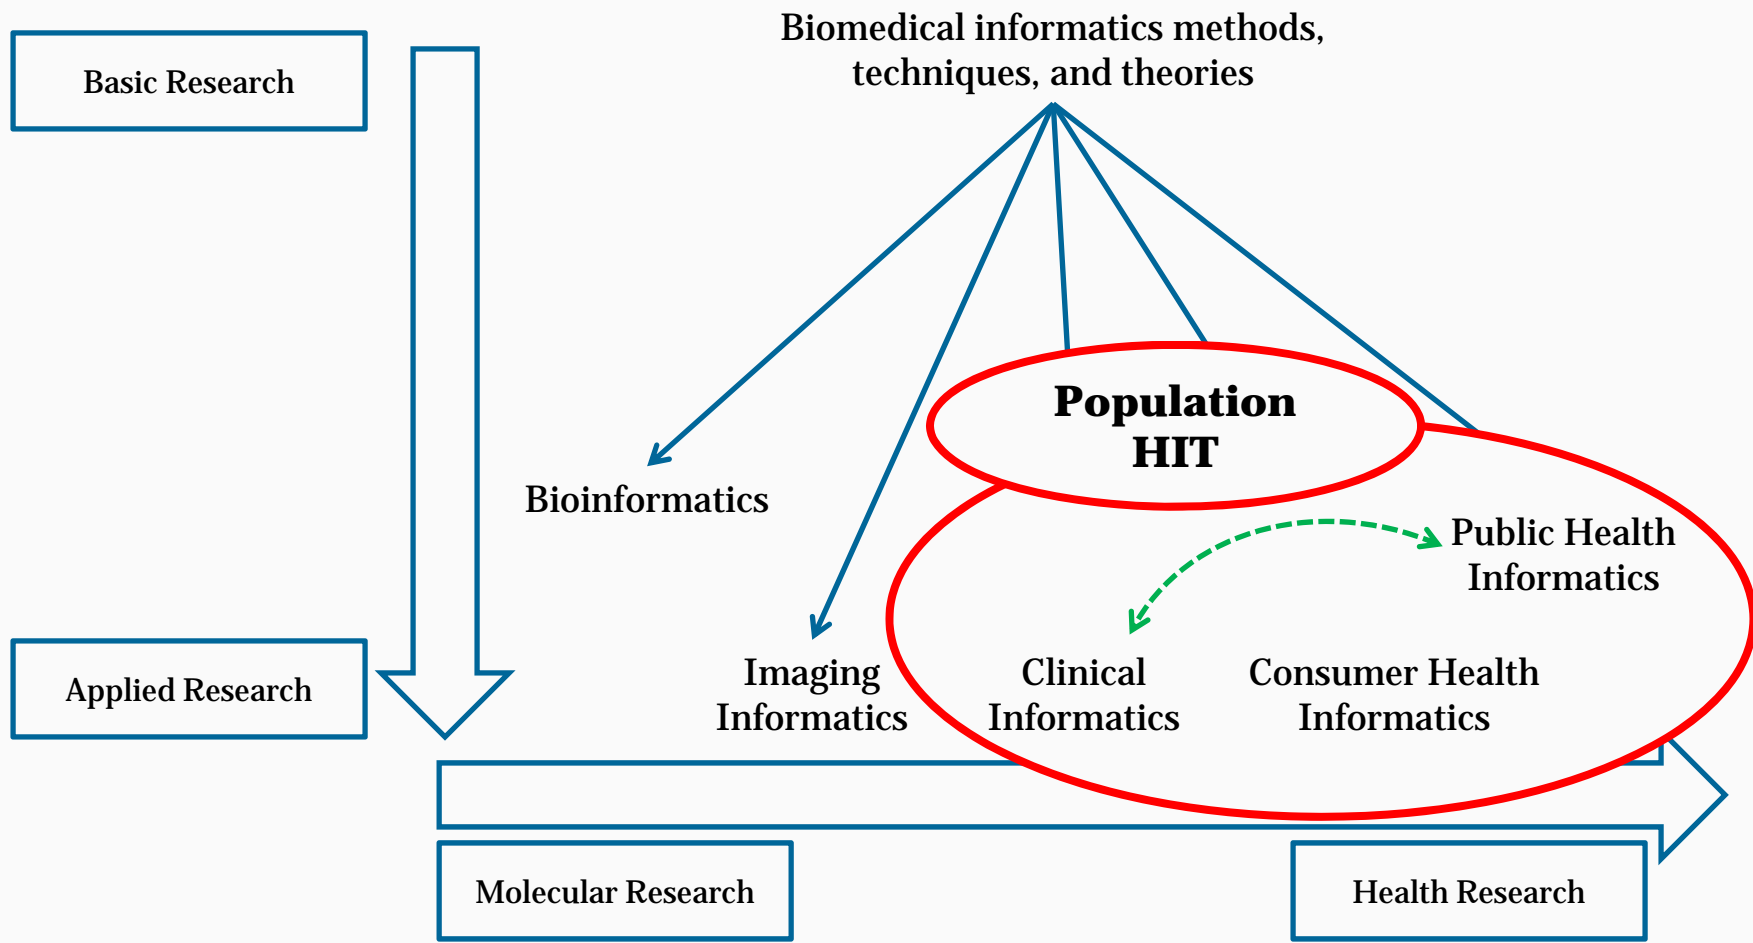 Biomedical informatics methods,
techniques, and theories
Basic Research
Population
HIT
Bioinformatics
Public Health
Informatics
Applied Research
Imaging
Informatics
Clinical
Informatics
Consumer Health
Informatics
Molecular Research
Health Research